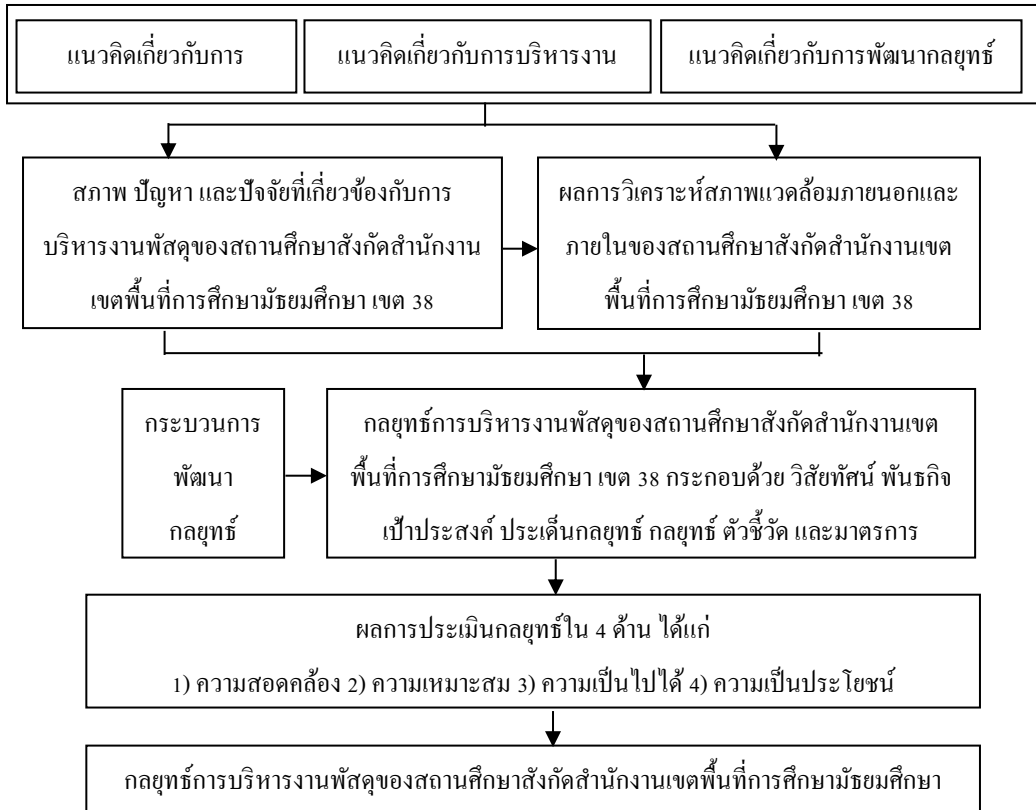 แนวคิดเกี่ยวกับการ
แนวคิดเกี่ยวกับการบริหารงาน
แนวคิดเกี่ยวกับการพัฒนากลยุทธ์
สภาพ ปัญหา และปัจจัยที่เกี่ยวข้องกับการ
บริหารงานพัสดุของสถานศึกษาสังกัดสำนักงาน
เขตพื้นที่การศึกษามัธยมศึกษา เขต 38
ผลการวิเคราะห์สภาพแวดล้อมภายนอกและ
ภายในของสถานศึกษาสังกัดสำนักงานเขต
พื้นที่การศึกษามัธยมศึกษา เขต 38
กระบวนการ
พัฒนา
กลยุทธ์
กลยุทธ์การบริหารงานพัสดุของสถานศึกษาสังกัดสำนักงานเขต
พื้นที่การศึกษามัธยมศึกษา เขต 38 กระกอบด้วย วิสัยทัศน์ พันธกิจ
เป้าประสงค์ ประเด็นกลยุทธ์ กลยุทธ์ ตัวชี้วัด และมาตรการ
ผลการประเมินกลยุทธ์ใน 4 ด้าน ได้แก่
1) ความสอดคล้อง 2) ความเหมาะสม 3) ความเป็นไปได้ 4) ความเป็นประโยชน์
กลยุทธ์การบริหารงานพัสดุของสถานศึกษาสังกัดสำนักงานเขตพื้นที่การศึกษามัธยมศึกษา